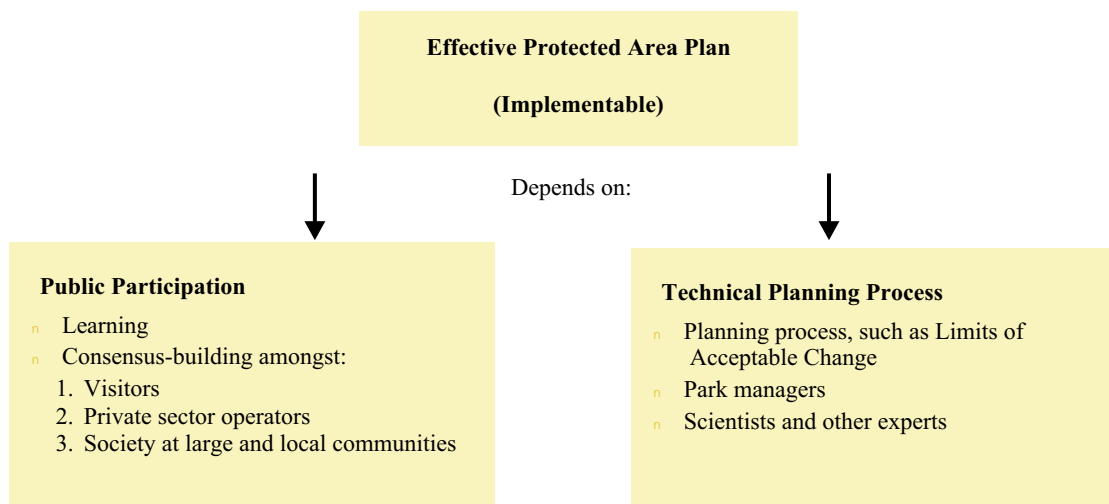 Effective Protected Area Plan
(Implementable)
Depends on:
Public Participation
n Learning
n Consensus-building amongst:
1. Visitors
2. Private sector operators
3. Society at large and local communities
Technical Planning Process
n Planning process, such as Limits of
Acceptable Change
n Park managers
n Scientists and other experts